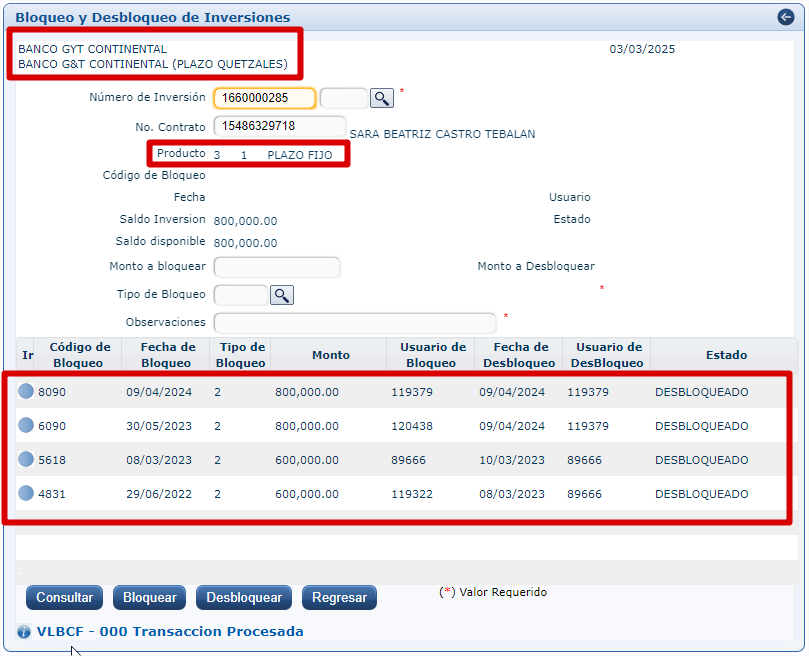 Bloqueo y Desbloqueo de Inversiones
BANCO GYT CONTINENTAL 03/03/2025
BANCO G&T CONTINENTAL (PLAZO QUETZALES)
Número de Inversión 1660000285 *
No. Contrato 15486329718 SARA BEATRIZ CASTRO TEBALAN
Producto 3 1 PLAZO FIJO
Código de Bloqueo
Fecha Usuario
Saldo Inversion 800,000.00 Estado
Saldo disponible 800,000.00
Monto a bloquear Monto a Desbloquear
Tipo de Bloqueo *
Observaciones *
Ir Código de Bloqueo Fecha de Bloqueo Tipo de Bloqueo Monto Usuario de Bloqueo Fecha de Desbloqueo Usuario de DesBloqueo Estado
8090 09/04/2024 2 800,000.00 119379 09/04/2024 119379 DESBLOQUEADO
6090 30/05/2023 2 800,000.00 120438 09/04/2024 119379 DESBLOQUEADO
5618 08/03/2023 2 600,000.00 89666 10/03/2023 89666 DESBLOQUEADO
4831 29/06/2022 2 600,000.00 119322 08/03/2023 89666 DESBLOQUEADO
Consultar Bloquear Desbloquear Regresar (*) Valor Requerido
VLBCF - 000 Transaccion Procesada